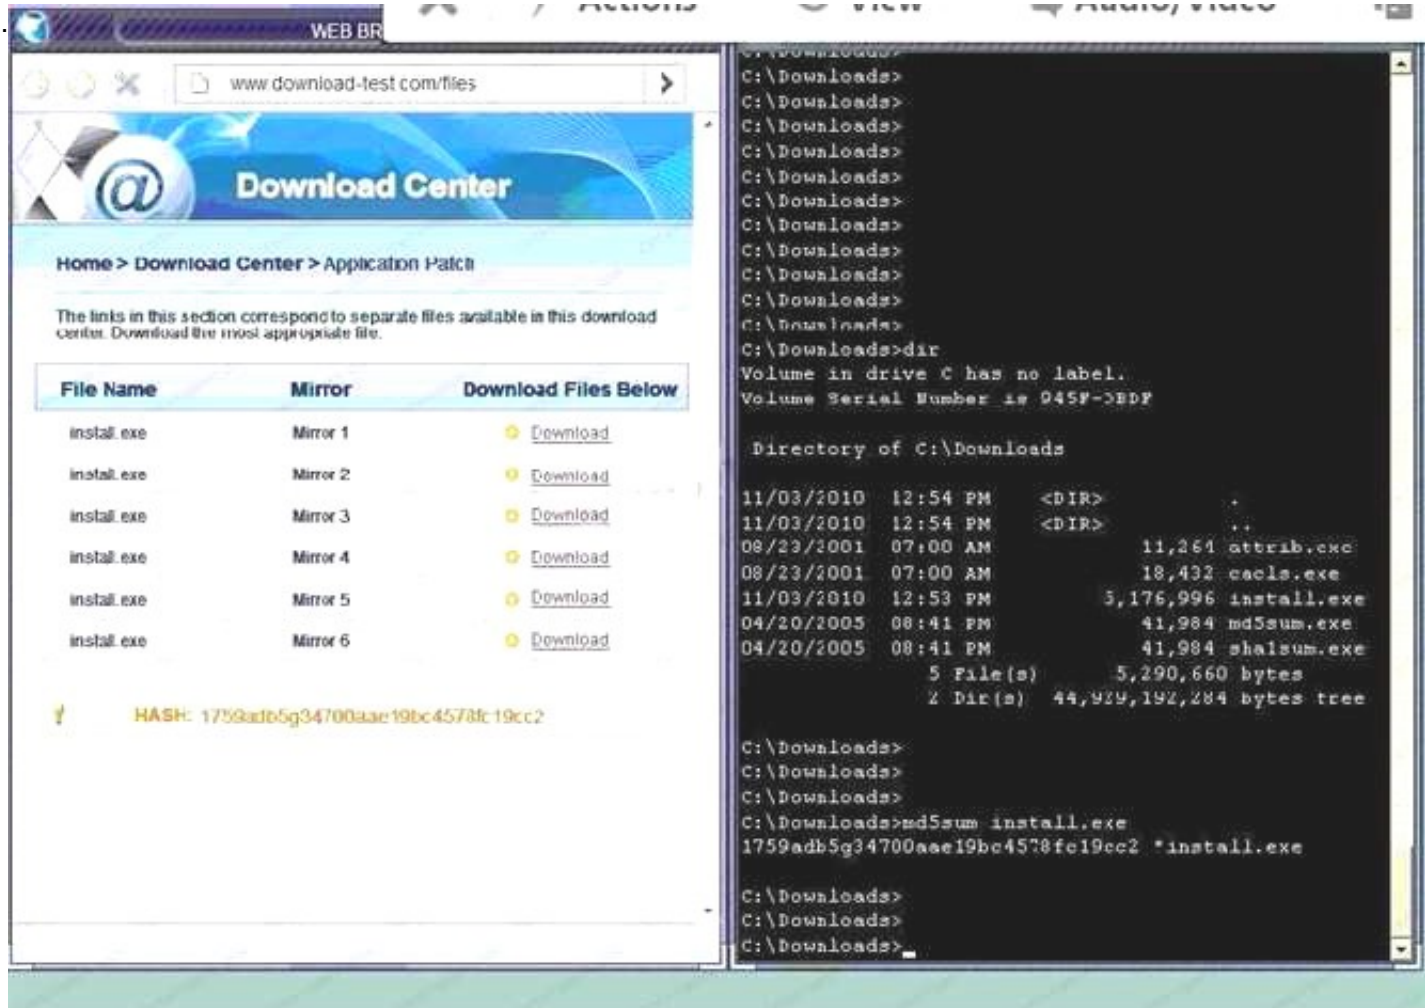 Actions View Audio/Video
WEB BR
www.download-test.com/files
Download Center
Home > Download Center > Application Patch
The links in this section correspond to separate files available in this download
center. Download the most appropriate file.
File Name Mirror Download Files Below
install.exe Mirror 1 Download
install.exe Mirror 2 Download
install.exe Mirror 3 Download
install.exe Mirror 4 Download
install.exe Mirror 5 Download
install.exe Mirror 6 Download
HASH: 1759adb5g34700aae19bc4578fc19cc2
C:\Downloads>
C:\Downloads>
C:\Downloads>
C:\Downloads>
C:\Downloads>
C:\Downloads>
C:\Downloads>
C:\Downloads>
C:\Downloads>
C:\Downloads>
C:\Downloads>
C:\Downloads>
C:\Downloads>dir
Volume in drive C has no label.
Volume Serial Number is
Directory of C:\Downloads
11/03/2010 12:54 PM <DIR> .
11/03/2010 12:54 PM <DIR> ..
08/23/2001 07:00 AM 11,264 attrib.exe
08/23/2001 07:00 AM 18,432 cacls.exe
11/03/2010 12:53 PM 5,176,996 install.exe
04/20/2005 08:41 PM 41,984 md5sum.exe
04/20/2005 08:41 PM 41,984 sha1sum.exe
5 File(s) 5,290,660 bytes
2 Dir(s) bytes tree
C:\Downloads>
C:\Downloads>
C:\Downloads>
C:\Downloads>md5sum install.exe
1759adb5g34700aae19bc4578fc19cc2 *install.exe
C:\Downloads>
C:\Downloads>
C:\Downloads>_